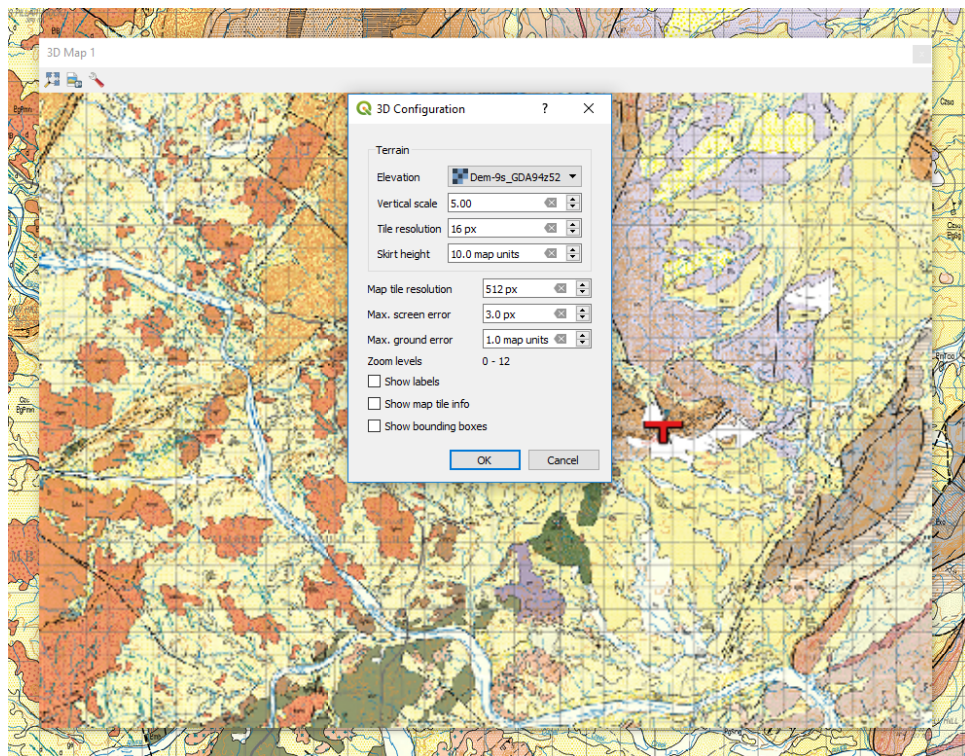 3D Map 1
3D Configuration
?
Terrain
Elevation Dem-9s_GDA94z52
Vertical scale 5.00
Tile resolution 16 px
Skirt height 10.0 map units
Map tile resolution 512 px
Max. screen error 3.0 px
Max. ground error 1.0 map units
Zoom levels 0 - 12
Show labels
Show map tile info
Show bounding boxes
OK Cancel